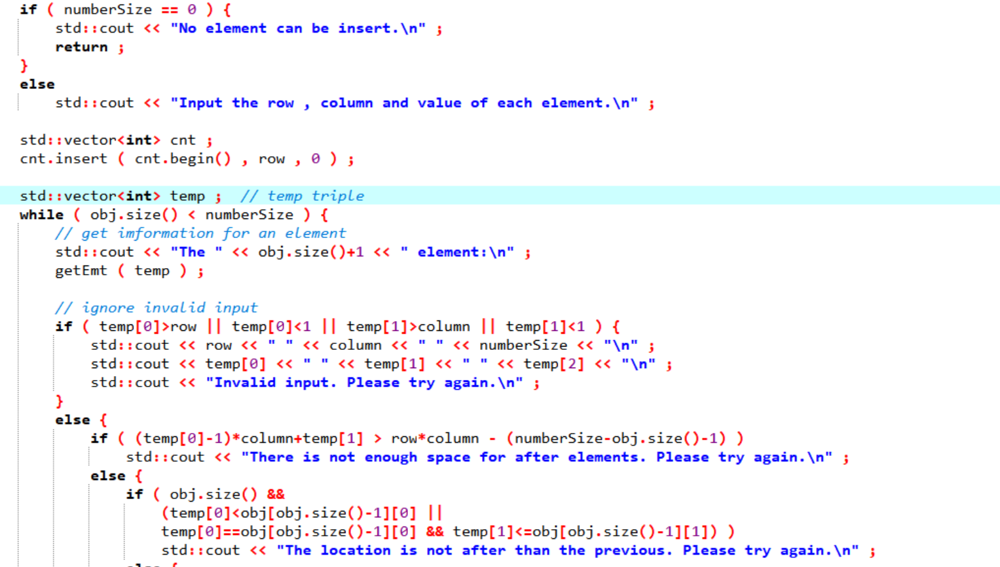 if ( numberSize == 0 ) {
    std::cout << "No element can be insert.\n" ;
    return ;
}
else
    std::cout << "Input the row , column and value of each element.\n" ;

std::vector<int> cnt ;
cnt.insert ( cnt.begin() , row , 0 ) ;

std::vector<int> temp ;  // temp triple
while ( obj.size() < numberSize ) {
    // get imformation for an element
    std::cout << "The " << obj.size()+1 << " element:\n" ;
    getEmt ( temp ) ;

    // ignore invalid input
    if ( temp[0]>row || temp[0]<1 || temp[1]>column || temp[1]<1 ) {
        std::cout << row << " " << column << " " << numberSize << "\n" ;
        std::cout << temp[0] << " " << temp[1] << " " << temp[2] << "\n" ;
        std::cout << "Invalid input. Please try again.\n" ;
    }
    else {
        if ( (temp[0]-1)*column+temp[1] > row*column - (numberSize-obj.size()-1) )
            std::cout << "There is not enough space for after elements. Please try again.\n" ;
        else {
            if ( obj.size() &&
                (temp[0]<obj[obj.size()-1][0] ||
                temp[0]==obj[obj.size()-1][0] && temp[1]<=obj[obj.size()-1][1]) )
                std::cout << "The location is not after than the previous. Please try again.\n" ;
            else {